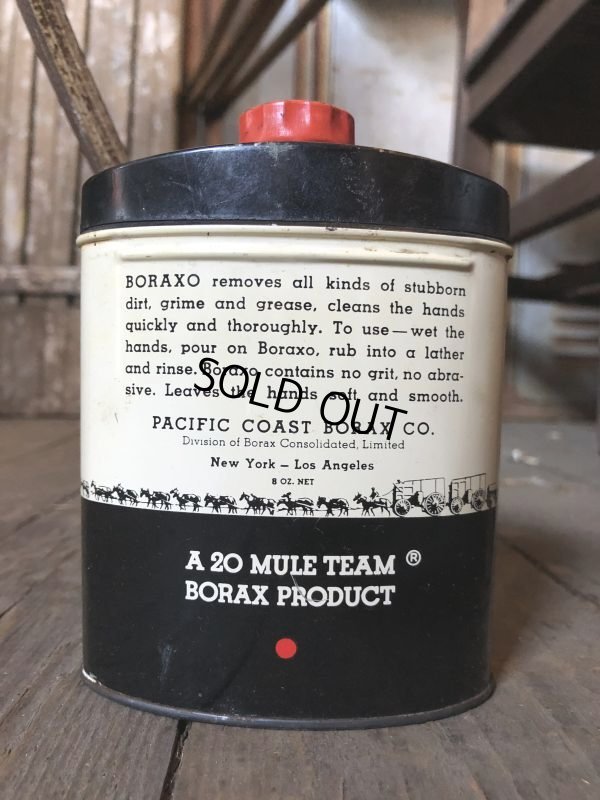 BORAXO removes all kinds of stubborn
dirt, grime and grease, cleans the hands
quickly and thoroughly. To use—wet the
hands, pour on Boraxo, rub into a lather
and rinse. Boraxo contains no grit, no abra-
sive. Leaves the hands soft and smooth.
SOLD OUT
PACIFIC COAST BORAX CO.
Division of Borax Consolidated, Limited
New York – Los Angeles
8 OZ. NET
A 20 MULE TEAM ®
BORAX PRODUCT